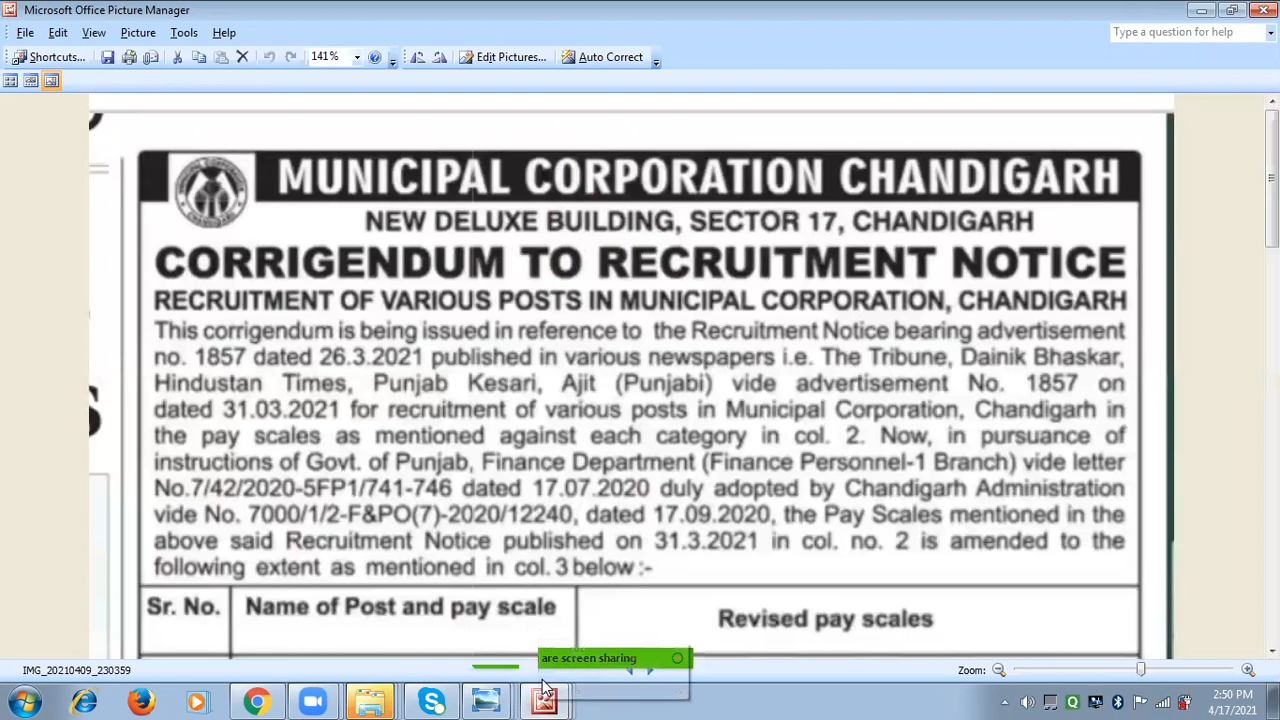 Microsoft Office Picture Manager
File Edit View Picture Tools Help
Type a question for help
Shortcuts... 141% Edit Pictures... Auto Correct
MUNICIPAL CORPORATION CHANDIGARH
NEW DELUXE BUILDING, SECTOR 17, CHANDIGARH
CORRIGENDUM TO RECRUITMENT NOTICE
RECRUITMENT OF VARIOUS POSTS IN MUNICIPAL CORPORATION, CHANDIGARH
This corrigendum is being issued in reference to the Recruitment Notice bearing advertisement
no. 1857 dated 26.3.2021 published in various newspapers i.e. The Tribune, Dainik Bhaskar,
Hindustan Times, Punjab Kesari, Ajit (Punjabi) vide advertisement No. 1857 on
dated 31.03.2021 for recruitment of various posts in Municipal Corporation, Chandigarh in
the pay scales as mentioned against each category in col. 2. Now, in pursuance of
instructions of Govt. of Punjab, Finance Department (Finance Personnel-1 Branch) vide letter
No.7/42/2020-5FP1/741-746 dated 17.07.2020 duly adopted by Chandigarh Administration
vide No. 7000/1/2-F&PO(7)-2020/12240, dated 17.09.2020, the Pay Scales mentioned in the
above said Recruitment Notice published on 31.3.2021 in col. no. 2 is amended to the
following extent as mentioned in col. 3 below :-
Sr. No. Name of Post and pay scale Revised pay scales
are screen sharing
IMG_20210409_230359 Zoom:
2:50 PM
4/17/2021